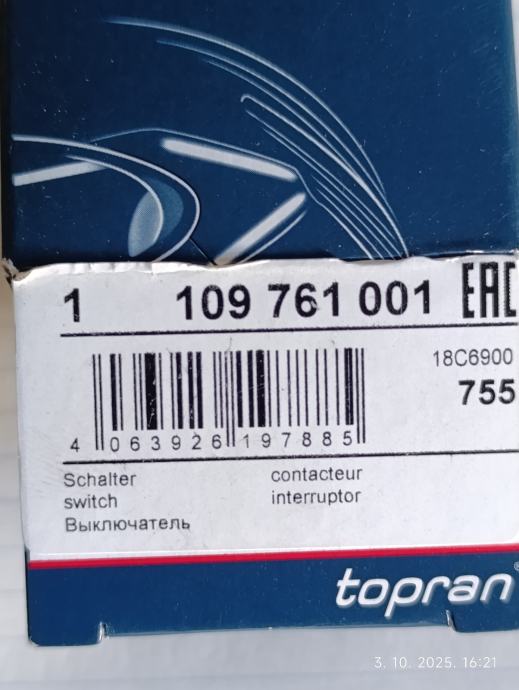 1 109 761 001 EAC
18C6900
755
4 063926 197885
Schalter contacteur
switch interruptor
Выключатель
topran
3. 10. 2025. 16:21